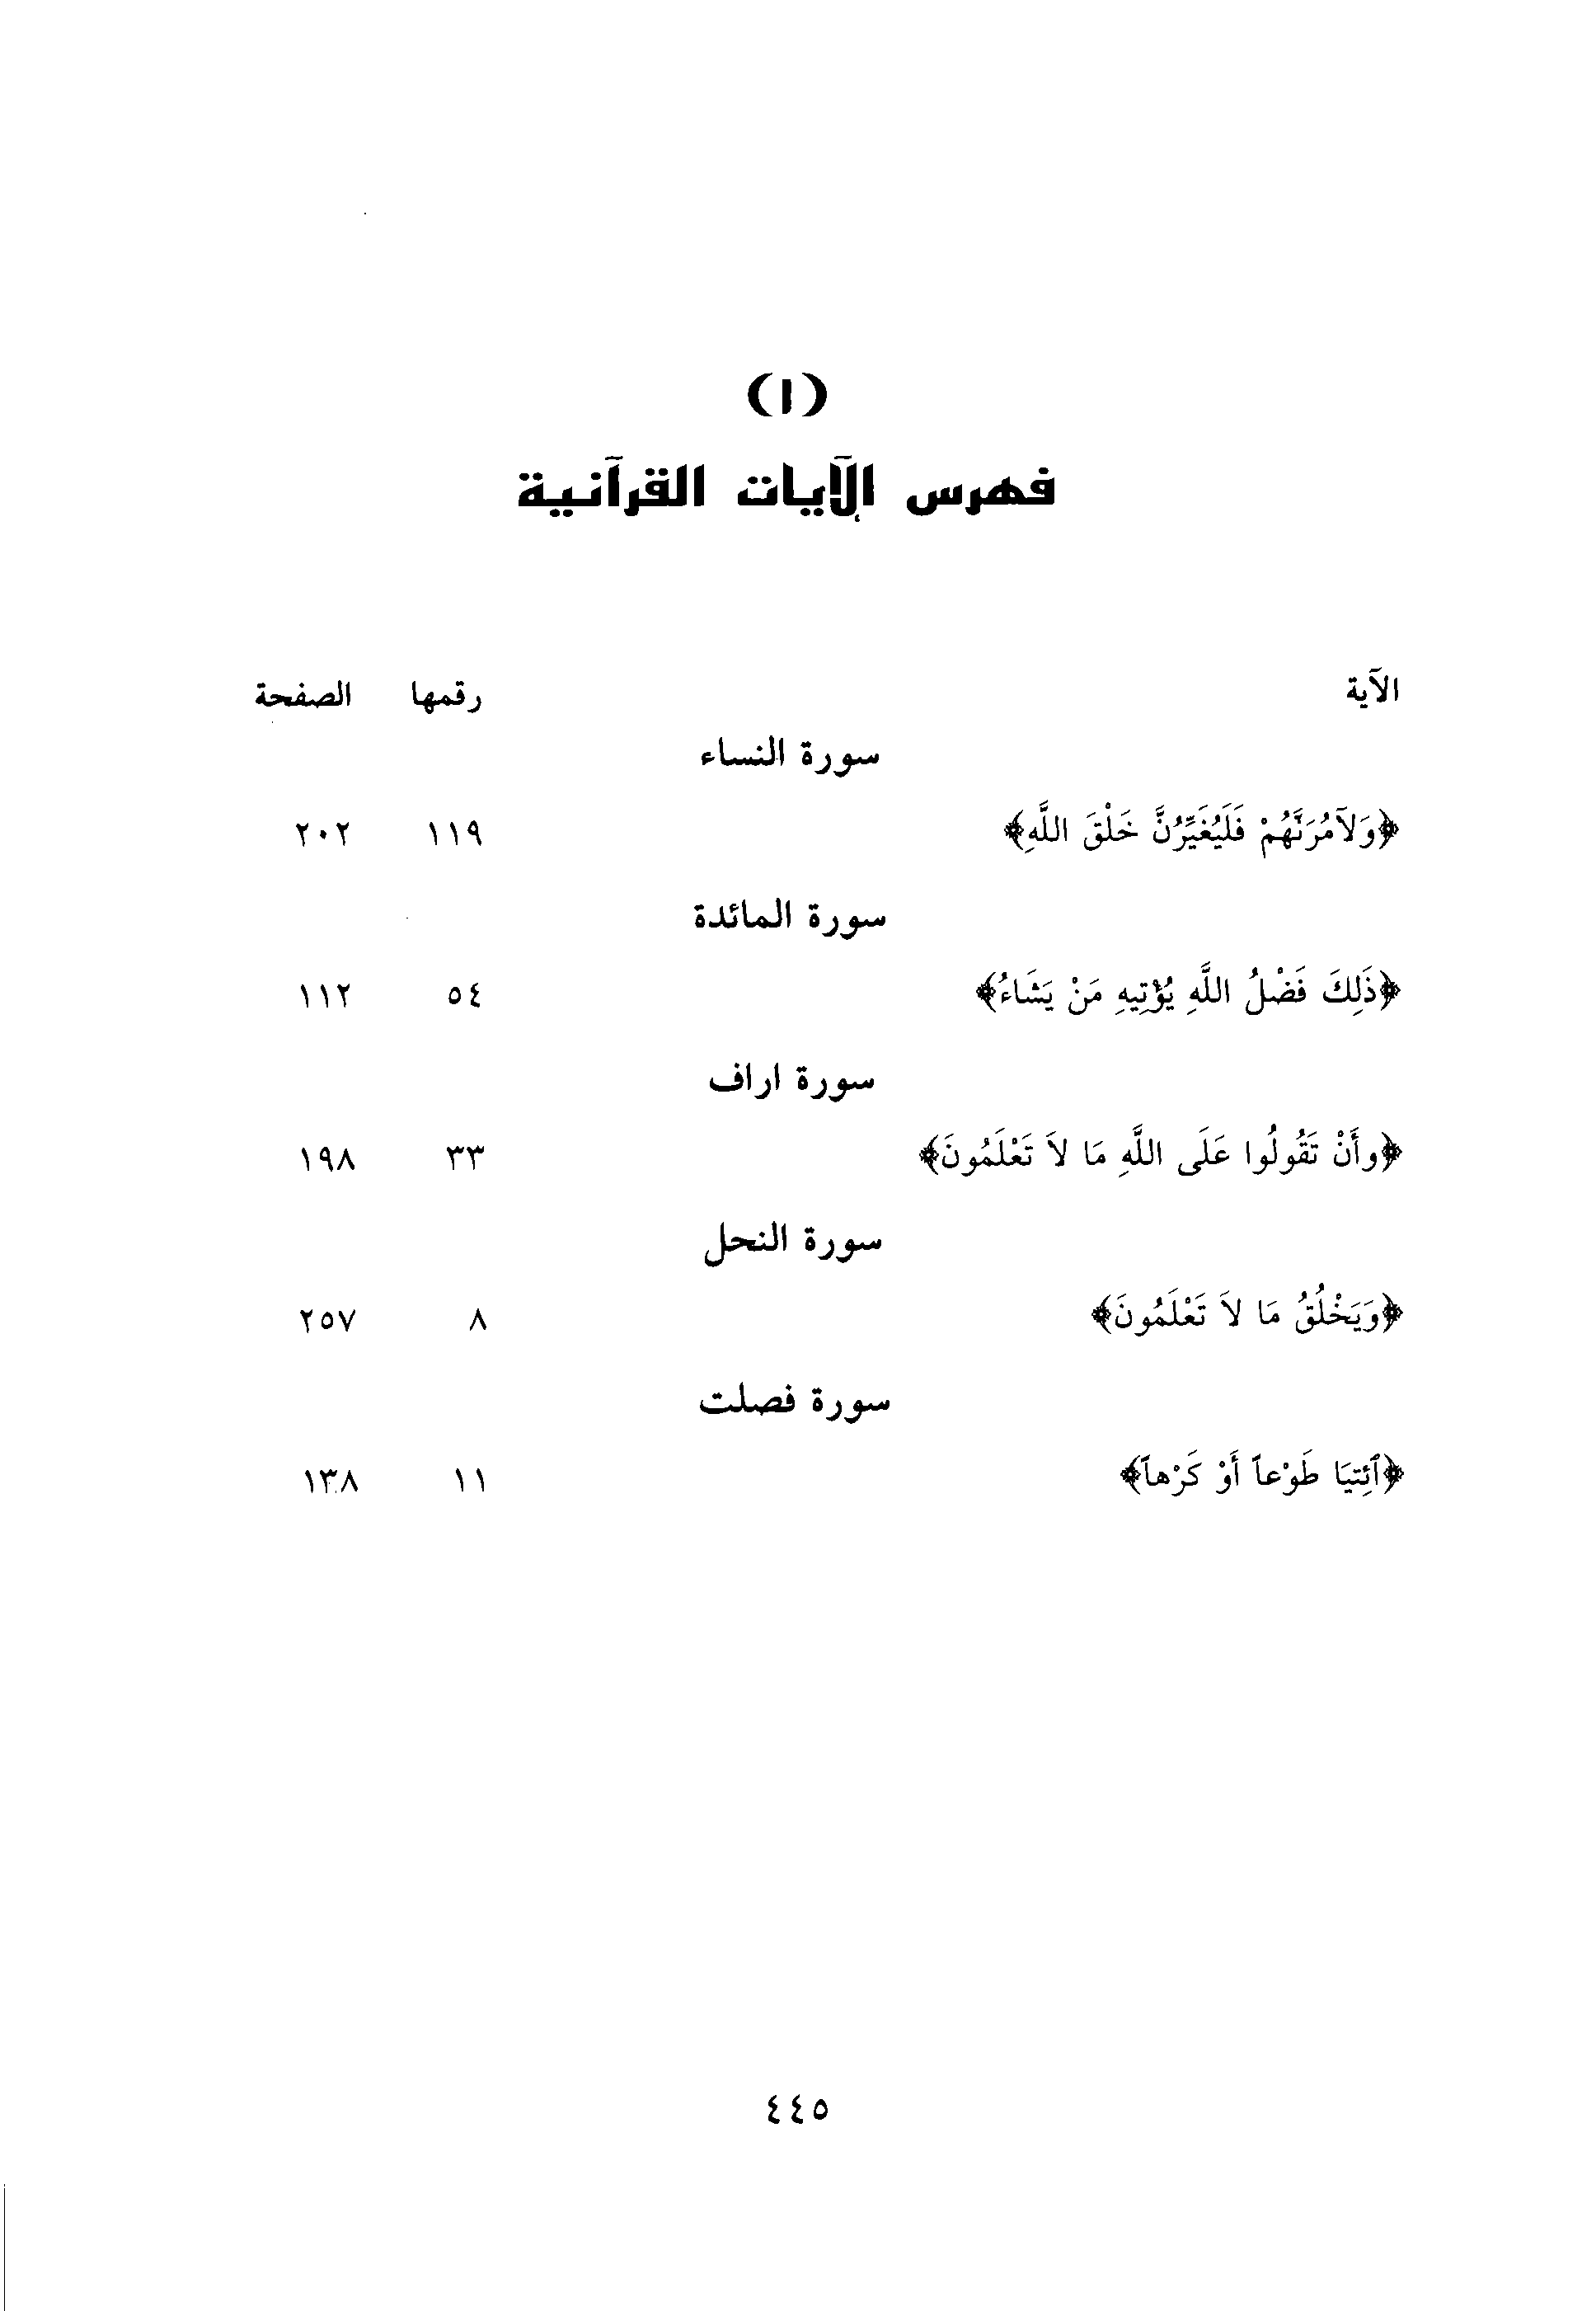 (١)
فهرس الآيات القرآنية
الآية رقمها الصفحة
سورة النساء
﴿وَلَآمُرَنَّهُمْ فَلَيُغَيِّرُنَّ خَلْقَ اللَّهِ﴾ ١١٩ ٢٠٢
سورة المائدة
﴿ذَلِكَ فَضْلُ اللَّهِ يُؤْتِيهِ مَنْ يَشَاءُ﴾ ٥٤ ١١٢
سورة اراف
﴿وأَنْ تَقُولُوا عَلَى اللَّهِ مَا لاَ تَعْلَمُونَ﴾ ٣٣ ١٩٨
سورة النحل
﴿وَيَخْلُقُ مَا لاَ تَعْلَمُونَ﴾ ٨ ٢٥٧
سورة فصلت
﴿ٱئِتيَا طَوْعاً أَوْ كَرْهاً﴾ ١١ ١٣٨
٤٤٥